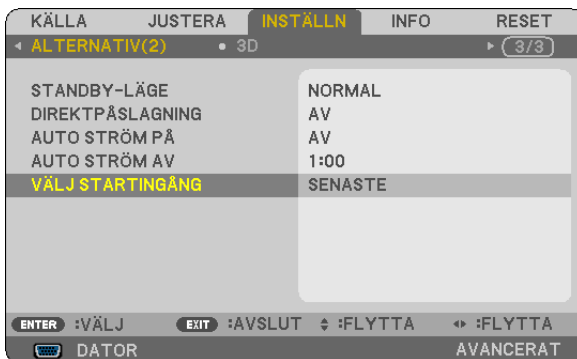 KÄLLA JUSTERA INSTÄLLN INFO RESET
ALTERNATIV(2) • 3D 3/3
STANDBY-LÄGE NORMAL
DIREKTPÅSLAGNING AV
AUTO STRÖM PÅ AV
AUTO STRÖM AV 1:00
VÄLJ STARTINGÅNG SENASTE
ENTER :VÄLJ EXIT :AVSLUT :FLYTTA :FLYTTA
DATOR AVANCERAT